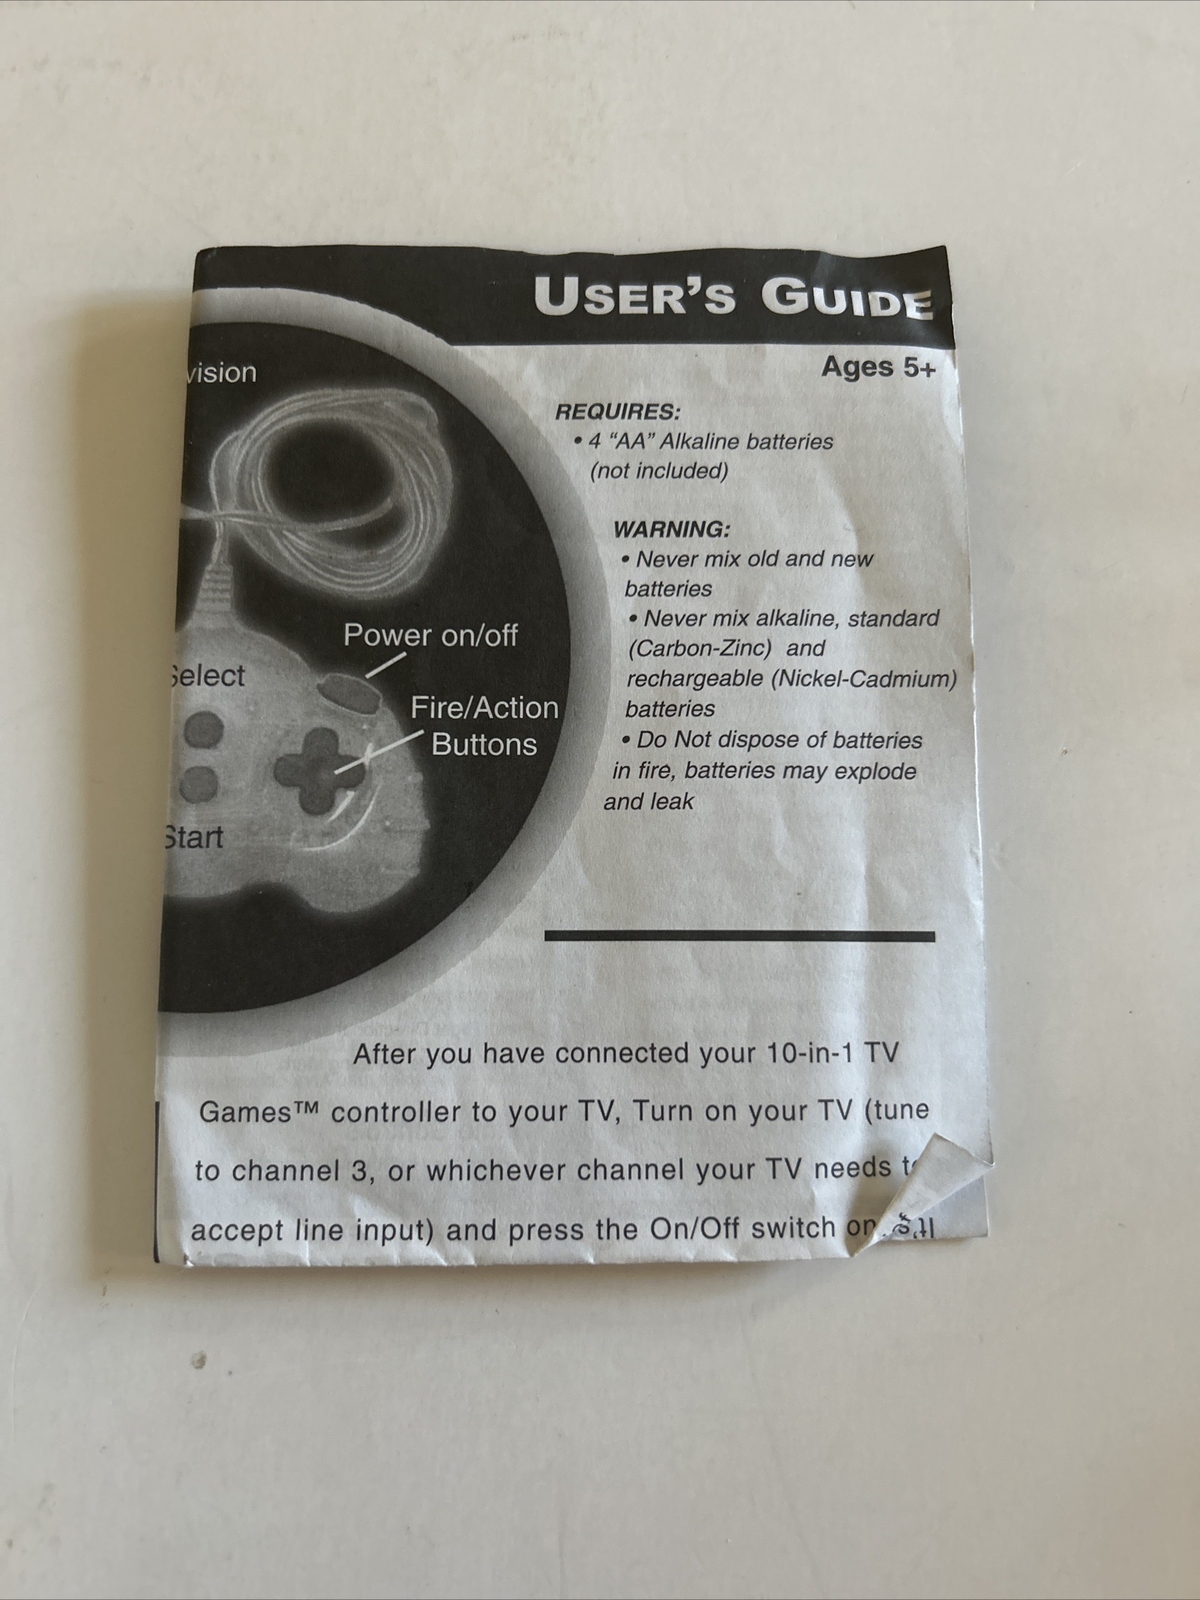 USER'S GUIDE
Ages 5+
REQUIRES:
• 4 “AA” Alkaline batteries
(not included)
WARNING:
• Never mix old and new
batteries
• Never mix alkaline, standard
(Carbon-Zinc) and
rechargeable (Nickel-Cadmium)
batteries
• Do Not dispose of batteries
in fire, batteries may explode
and leak
vision
Power on/off
Select
Fire/Action
Buttons
Start
After you have connected your 10-in-1 TV
Games™ controller to your TV, Turn on your TV (tune
to channel 3, or whichever channel your TV needs
accept line input) and press the On/Off switch on